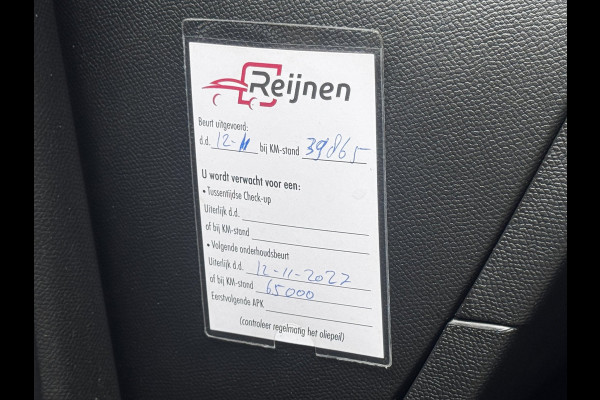 Reijnen
Beurt uitgevoerd:
d.d. 12-11 bij KM-stand 39865
U wordt verwacht voor een:
• Tussentijdse Check-up
Uiterlijk d.d.
of bij KM-stand
• Volgende onderhoudsbeurt
Uiterlijk d.d. 12-11-2027
of bij KM-stand 65000
Eerstvolgende APK
(controleer regelmatig het oliepeil)